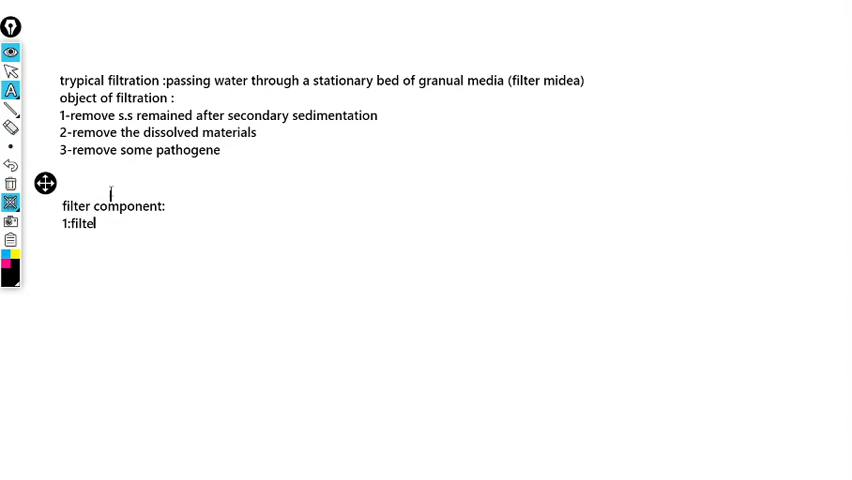 trypical filtration :passing water through a stationary bed of granual media (filter midea)
object of filtration :
1-remove s.s remained after secondary sedimentation
2-remove the dissolved materials
3-remove some pathogene
filter component:
1:filte